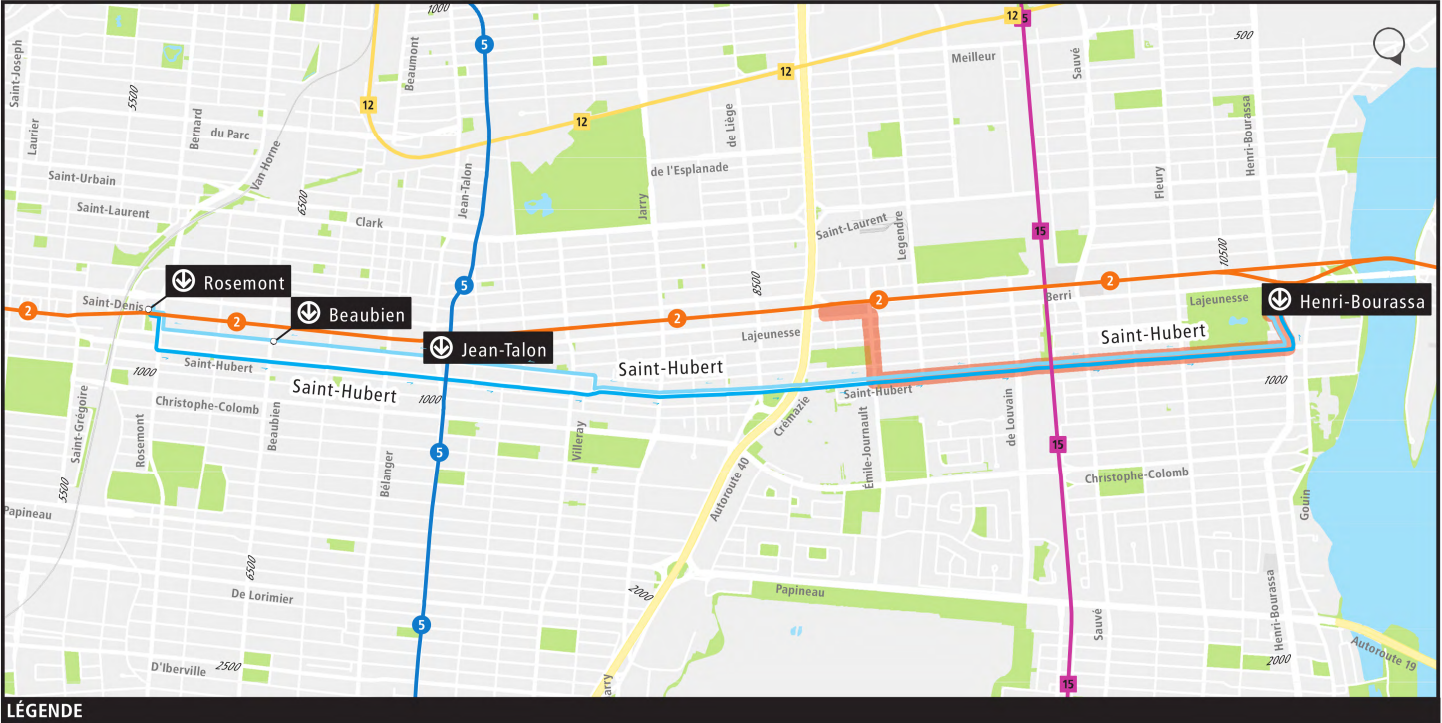 1000
12
5
500
Saint-Joseph
Beaumont
5
Meilleur
Sauvé
5500
12
12
12
Laurier
Bernard
du Parc
de Liège
Henri-Bourassa
Van Horne
Saint-Urbain
6500
Jean-Talon
de l'Esplanade
Jarry
Fleury
Saint-Laurent
Clark
Saint-Laurent
Legendre
15
10500
8500
Rosemont
5
2
Berri
Lajeunesse
Henri-Bourassa
Saint-Denis
2
Beaubien
2
2
2
Lajeunesse
Saint-Hubert
Jean-Talon
Saint-Hubert
Saint-Hubert
1000
Saint-Hubert
1000
Saint-Hubert
1000
Christophe-Colomb
Saint-Grégoire
Rosemont
Beaubien
Bélanger
5
Villeray
Crémazie
Émile-Journault
de Louvain
15
Autoroute 40
Christophe-Colomb
5500
Gouin
Papineau
6500
De Lorimier
2000
Papineau
5
Sauvé
Henri-Bourassa
D'Iberville
2500
arry
15
2000
Autoroute 19
LÉGENDE